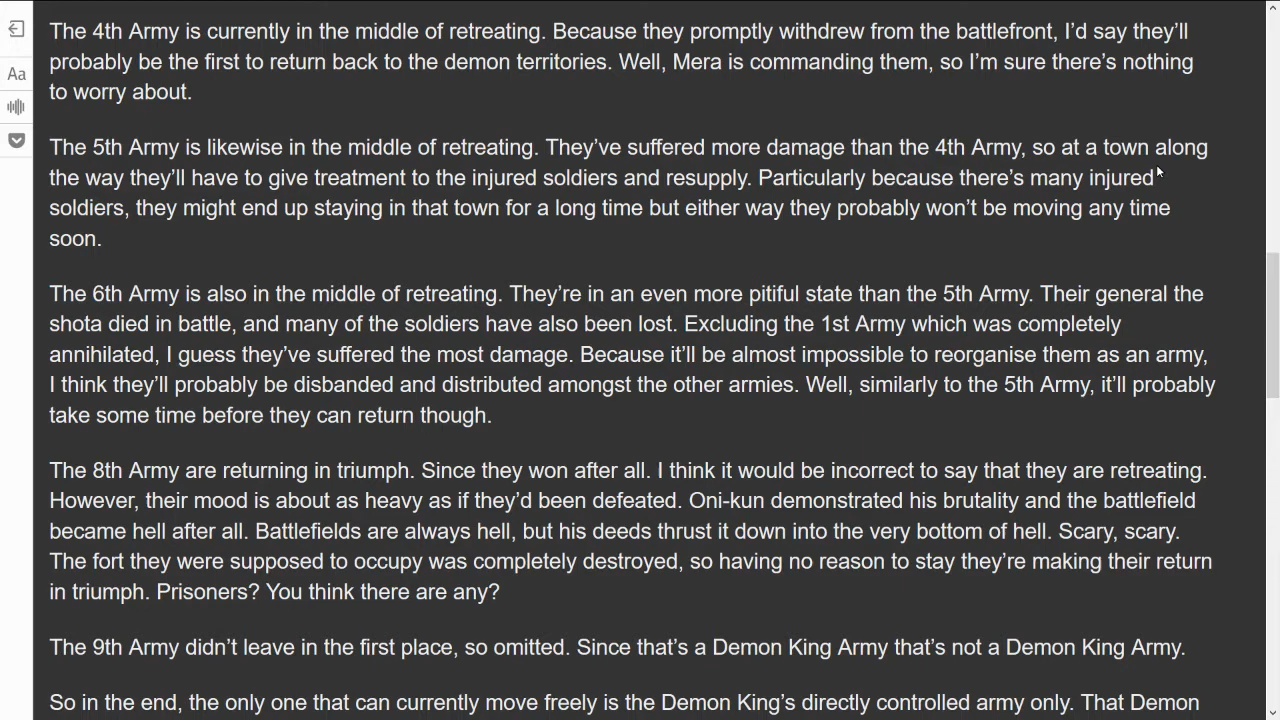 The 4th Army is currently in the middle of retreating. Because they promptly withdrew from the battlefront, I’d say they’ll
probably be the first to return back to the demon territories. Well, Mera is commanding them, so I’m sure there’s nothing
to worry about.
Aa
The 5th Army is likewise in the middle of retreating. They’ve suffered more damage than the 4th Army, so at a town along
the way they’ll have to give treatment to the injured soldiers and resupply. Particularly because there’s many injured
soldiers, they might end up staying in that town for a long time but either way they probably won’t be moving any time
soon.
The 6th Army is also in the middle of retreating. They’re in an even more pitiful state than the 5th Army. Their general the
shota died in battle, and many of the soldiers have also been lost. Excluding the 1st Army which was completely
annihilated, I guess they’ve suffered the most damage. Because it’ll be almost impossible to reorganise them as an army,
I think they’ll probably be disbanded and distributed amongst the other armies. Well, similarly to the 5th Army, it’ll probably
take some time before they can return though.
The 8th Army are returning in triumph. Since they won after all. I think it would be incorrect to say that they are retreating.
However, their mood is about as heavy as if they’d been defeated. Oni-kun demonstrated his brutality and the battlefield
became hell after all. Battlefields are always hell, but his deeds thrust it down into the very bottom of hell. Scary, scary.
The fort they were supposed to occupy was completely destroyed, so having no reason to stay they’re making their return
in triumph. Prisoners? You think there are any?
The 9th Army didn’t leave in the first place, so omitted. Since that’s a Demon King Army that’s not a Demon King Army.
So in the end, the only one that can currently move freely is the Demon King’s directly controlled army only. That Demon